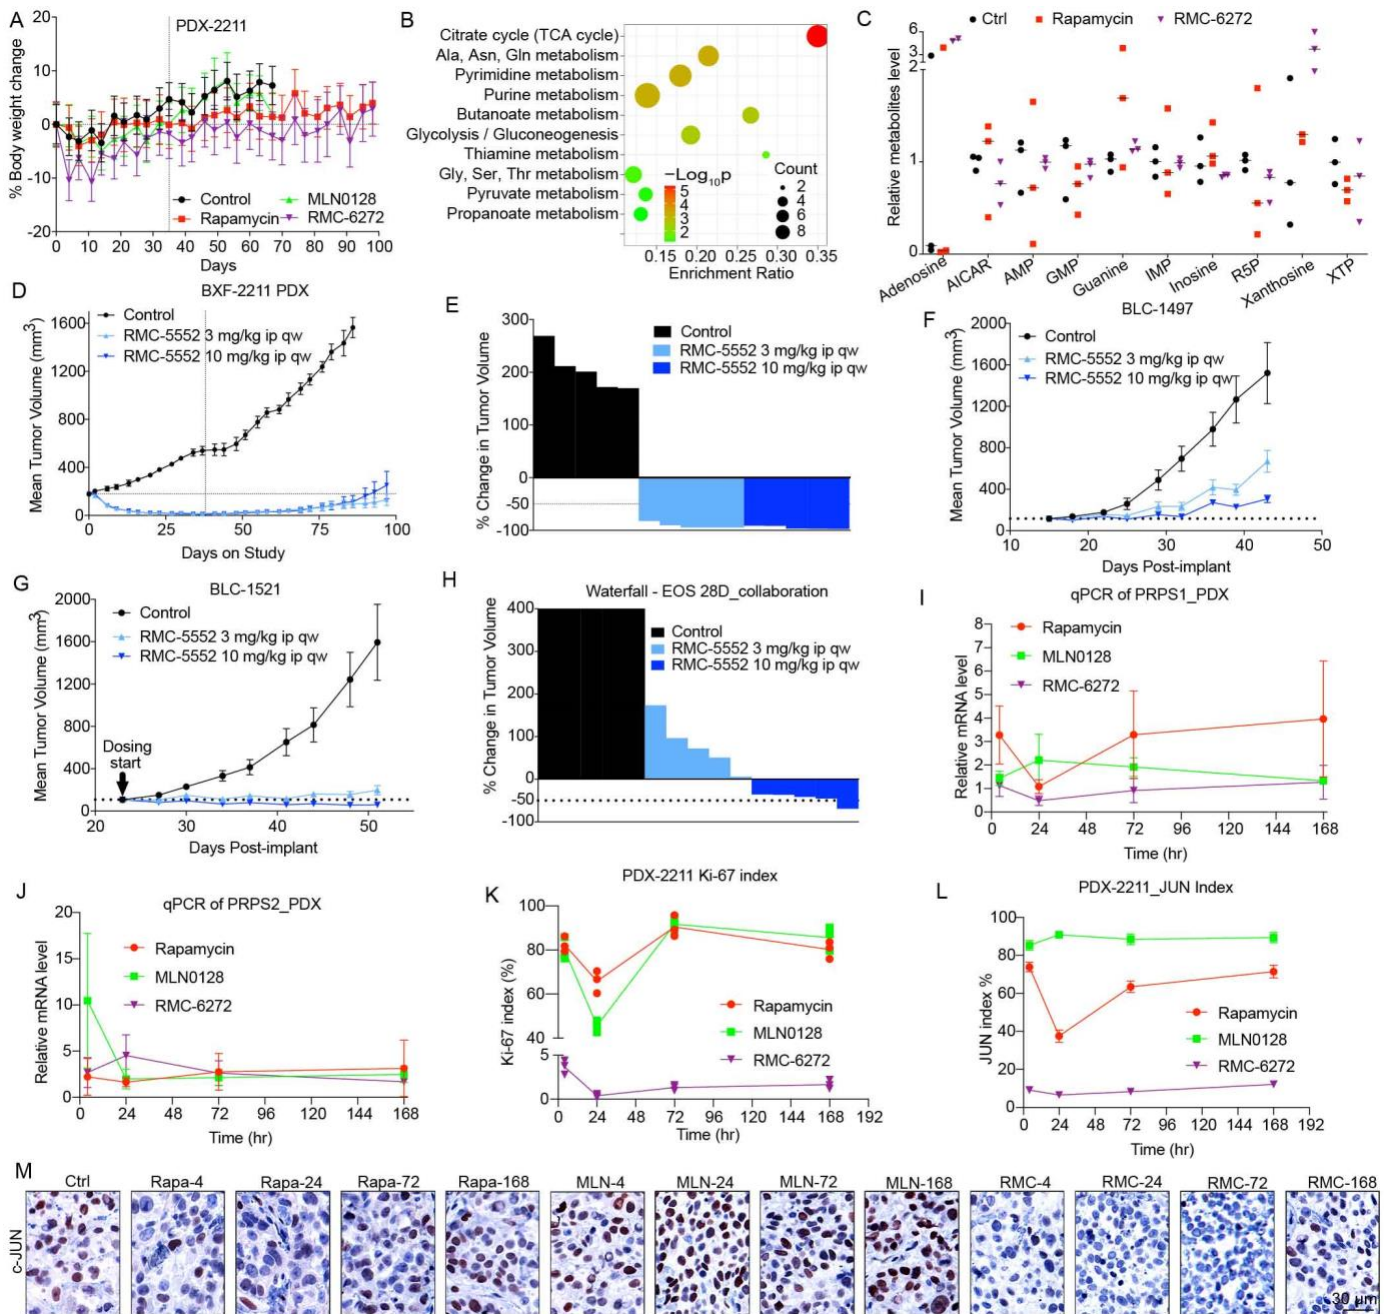 A
PDX-2211
% Body weight change
20
10
0
-10
-20
Control
MLN0128
Rapamycin
RMC-6272
0 10 20 30 40 50 60 70 80 90 100
Days
B
Citrate cycle (TCA cycle)
Ala, Asn, Gln metabolism
Pyrimidine metabolism
Purine metabolism
Butanoate metabolism
Glycolysis / Gluconeogenesis
Thiamine metabolism
Gly, Ser, Thr metabolism
Pyruvate metabolism
Propanoate metabolism
−Log10p
5
4
3
2
Count
2
4
6
8
0.15 0.20 0.25 0.30 0.35
Enrichment Ratio
C
Ctrl
Rapamycin
RMC-6272
Relative metabolites level
6
3
2
1
0
Adenosine
AICAR
AMP
GMP
Guanine
IMP
Inosine
R5P
Xanthosine
XTP
D
BXF-2211 PDX
Mean Tumor Volume (mm³)
1600
1200
800
400
0
Control
RMC-5552 3 mg/kg ip qw
RMC-5552 10 mg/kg ip qw
0 25 50 75 100
Days on Study
E
% Change in Tumor Volume
300
200
100
0
-50
-100
Control
RMC-5552 3 mg/kg ip qw
RMC-5552 10 mg/kg ip qw
F
BLC-1497
Mean Tumor Volume (mm³)
2000
1600
1200
800
400
0
Control
RMC-5552 3 mg/kg ip qw
RMC-5552 10 mg/kg ip qw
10 20 30 40 50
Days Post-implant
G
BLC-1521
Mean Tumor Volume (mm³)
2000
1600
1200
800
400
0
Control
RMC-5552 3 mg/kg ip qw
RMC-5552 10 mg/kg ip qw
Dosing
start
20 30 40 50
Days Post-implant
H
Waterfall - EOS 28D_collaboration
% Change in Tumor Volume
400
300
200
100
0
-50
-100
Control
RMC-5552 3 mg/kg ip qw
RMC-5552 10 mg/kg ip qw
I
qPCR of PRPS1_PDX
Relative mRNA level
8
7
6
5
4
3
2
1
0
Rapamycin
MLN0128
RMC-6272
0 24 72 96 120 144 168
Time (hr)
J
qPCR of PRPS2_PDX
Relative mRNA level
20
15
10
5
0
Rapamycin
MLN0128
RMC-6272
0 24 48 72 96 120 144 168
Time (hr)
K
PDX-2211 Ki-67 index
Ki-67 index (%)
100
80
60
40
5
0
Rapamycin
MLN0128
RMC-6272
0 24 48 72 96 120 144 168 192
Time (hr)
L
PDX-2211_JUN Index
JUN index %
100
80
60
40
20
0
Rapamycin
MLN0128
RMC-6272
0 24 48 72 96 120 144 168 192
Time (hr)
M
c-JUN
Ctrl Rapa-4 Rapa-24 Rapa-72 Rapa-168 MLN-4 MLN-24 MLN-72 MLN-168 RMC-4 RMC-24 RMC-72 RMC-168
30 µm